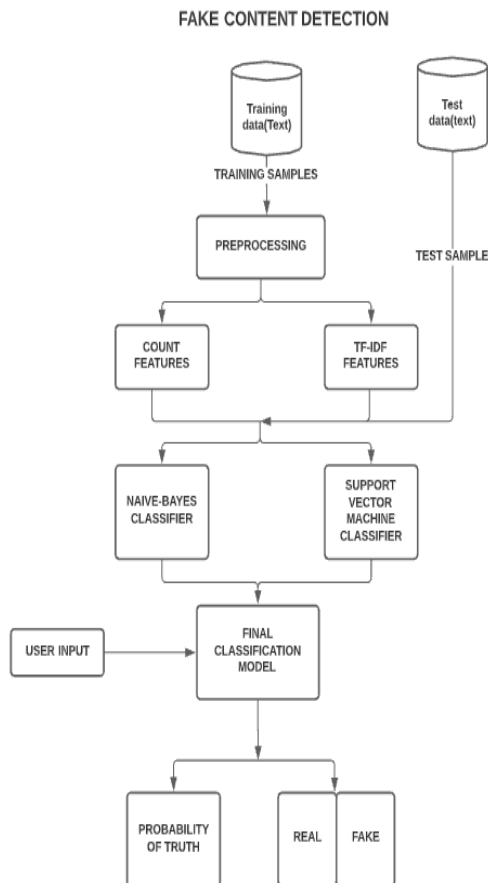 FAKE CONTENT DETECTION
Training
data(Text)
Test
data(text)
TRAINING SAMPLES
PREPROCESSING
TEST SAMPLE
COUNT
FEATURES
TF-IDF
FEATURES
NAIVE-BAYES
CLASSIFIER
SUPPORT
VECTOR
MACHINE
CLASSIFIER
USER INPUT
FINAL
CLASSIFICATION
MODEL
PROBABILITY
OF TRUTH
REAL
FAKE